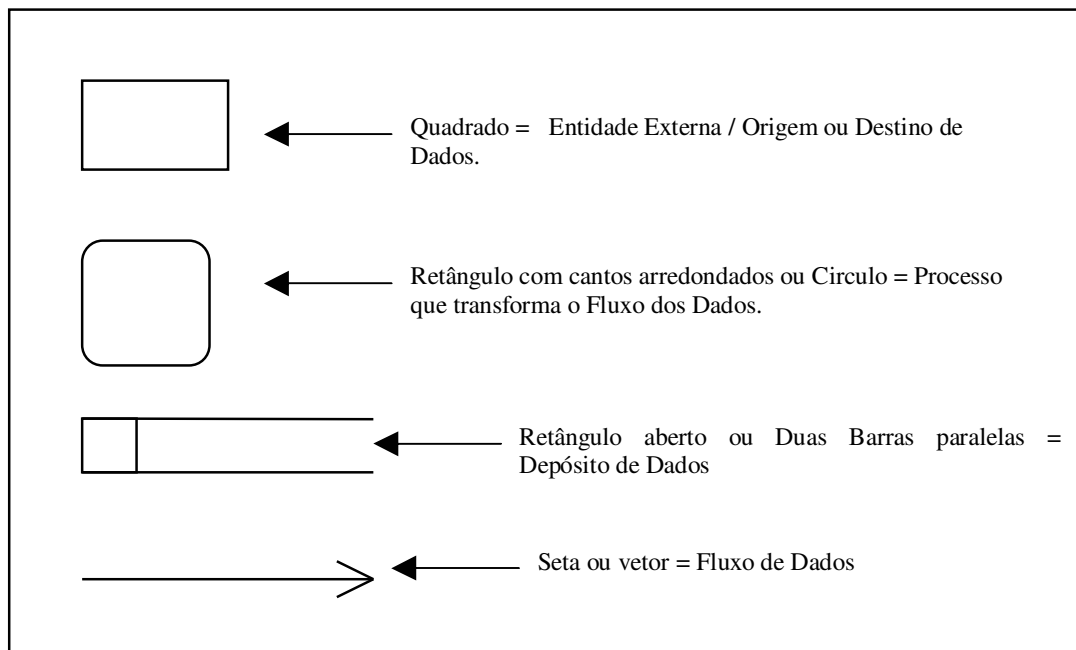 Quadrado = Entidade Externa / Origem ou Destino de
Dados.
Retângulo com cantos arredondados ou Circulo = Processo
que transforma o Fluxo dos Dados.
Retângulo aberto ou Duas Barras paralelas =
Depósito de Dados
Seta ou vetor = Fluxo de Dados